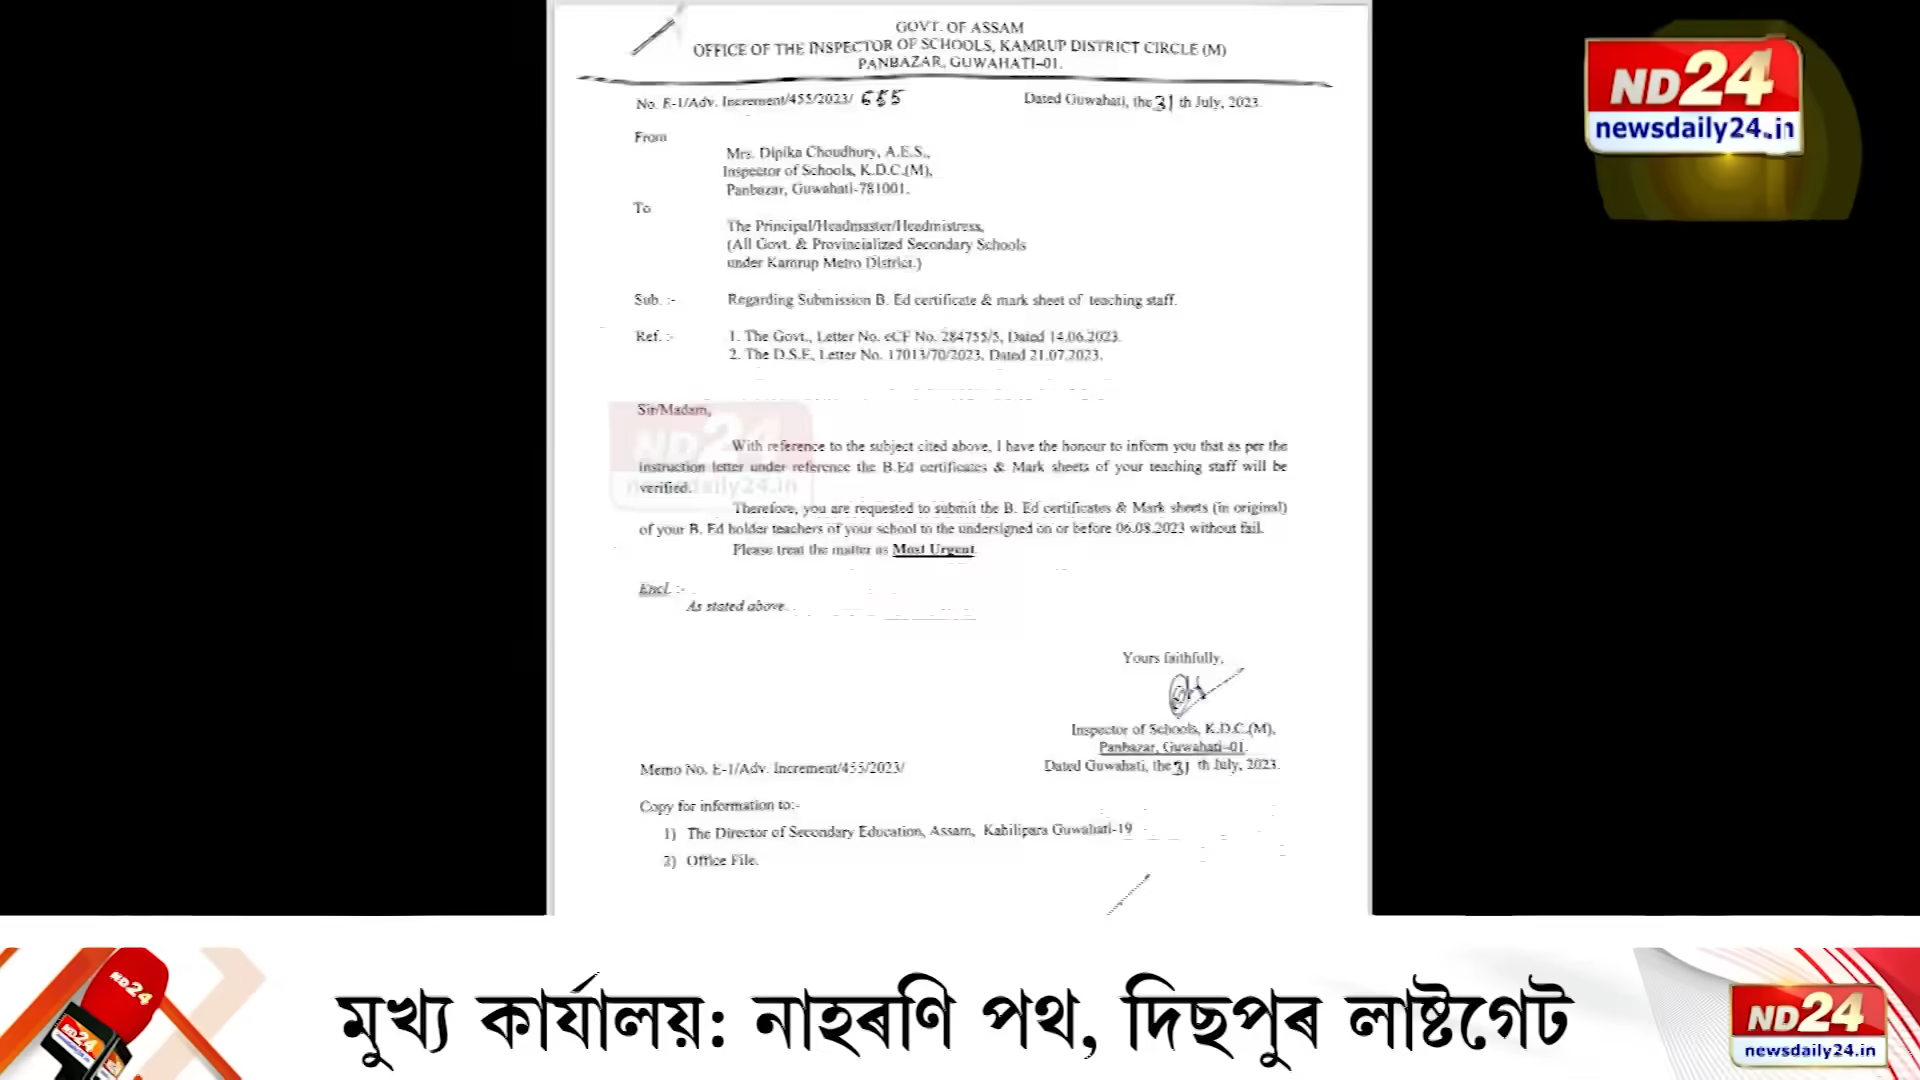 GOVT. OF ASSAM
OFFICE OF THE INSPECTOR OF SCHOOLS, KAMRUP DISTRICT CIRCLE (M)
PANBAZAR, GUWAHATI–01.
No. E-1/Adv. Increment/455/2023/ 655
Dated Guwahati, the 31 th July, 2023.
From
Mrs. Dipika Choudhury, A.E.S.,
Inspector of Schools, K.D.C.(M),
Panbazar, Guwahati-781001.
To
The Principal/Headmaster/Headmistress,
(All Govt. & Provincialized Secondary Schools
under Kamrup Metro District.)
Sub. :- Regarding Submission B. Ed certificate & mark sheet of teaching staff.
Ref. :- 1. The Govt., Letter No. eCF No. 284755/5, Dated 14.06.2023.
2. The D.S.E, Letter No. 17013/70/2023, Dated 21.07.2023.
Sir/Madam,
With reference to the subject cited above, I have the honour to inform you that as per the
instruction letter under reference the B.Ed certificates & Mark sheets of your teaching staff will be
verified.
Therefore, you are requested to submit the B. Ed certificates & Mark sheets (in original)
of your B. Ed holder teachers of your school to the undersigned on or before 06.08.2023 without fail.
Please treat the matter as Most Urgent.
Encl. :-
As stated above.
Yours faithfully,
Inspector of Schools, K.D.C.(M),
Panbazar, Guwahati–01.
Memo No. E-1/Adv. Increment/455/2023/
Dated Guwahati, the 31 th July, 2023.
Copy for information to:-
1) The Director of Secondary Education, Assam, Kahilipara Guwahati-19
2) Office File.
ND24
newsdaily24.in
ND24
newsdaily24.in
মুখ্য কাৰ্যালয়: নাহৰণি পথ, দিছপুৰ লাষ্টগেট
ND24
ND24
ND24
newsdaily24.in